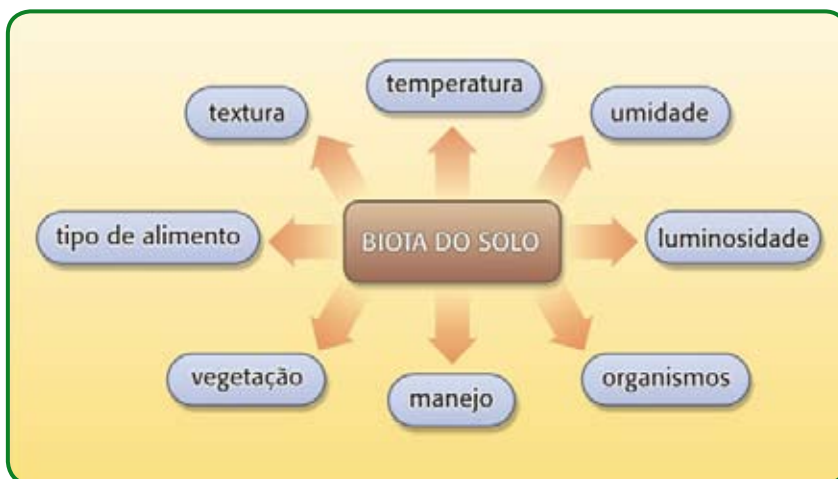 temperatura
textura
umidade
tipo de alimento
BIOTA DO SOLO
luminosidade
vegetação
manejo
organismos